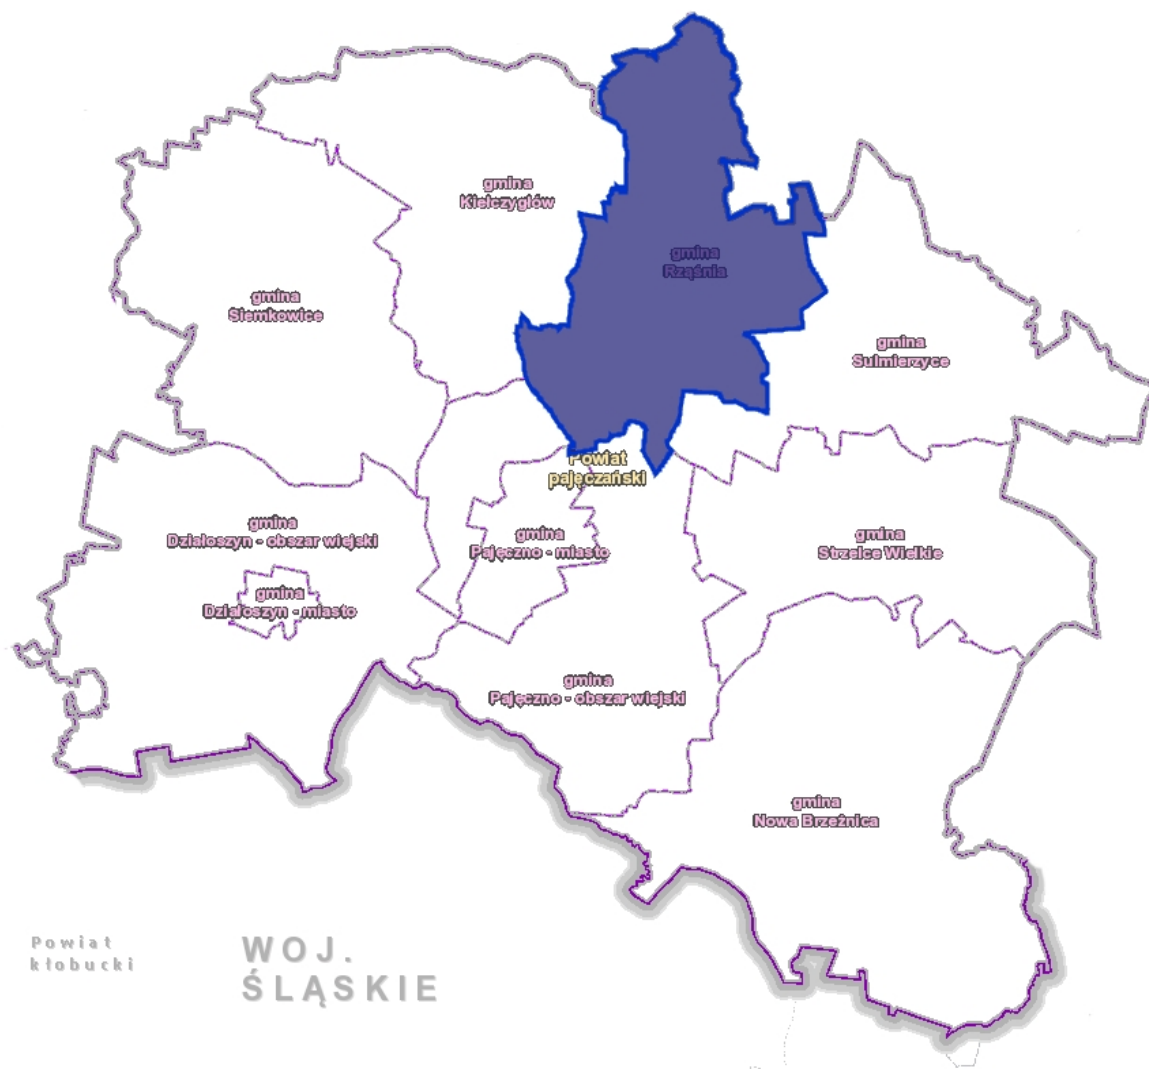 gmina
Kiełczygłów
gmina
Rząśnia
gmina
Siemkowice
gmina
Sulmierzyce
Powiat
pajęczański
gmina
Działoszyn - obszar wiejski
gmina
Pajęczno - miasto
gmina
Strzelce Wielkie
gmina
Działoszyn - miasto
gmina
Pajęczno - obszar wiejski
gmina
Nowa Brzeźnica
Powiat
kłobucki
WOJ.
ŚLĄSKIE